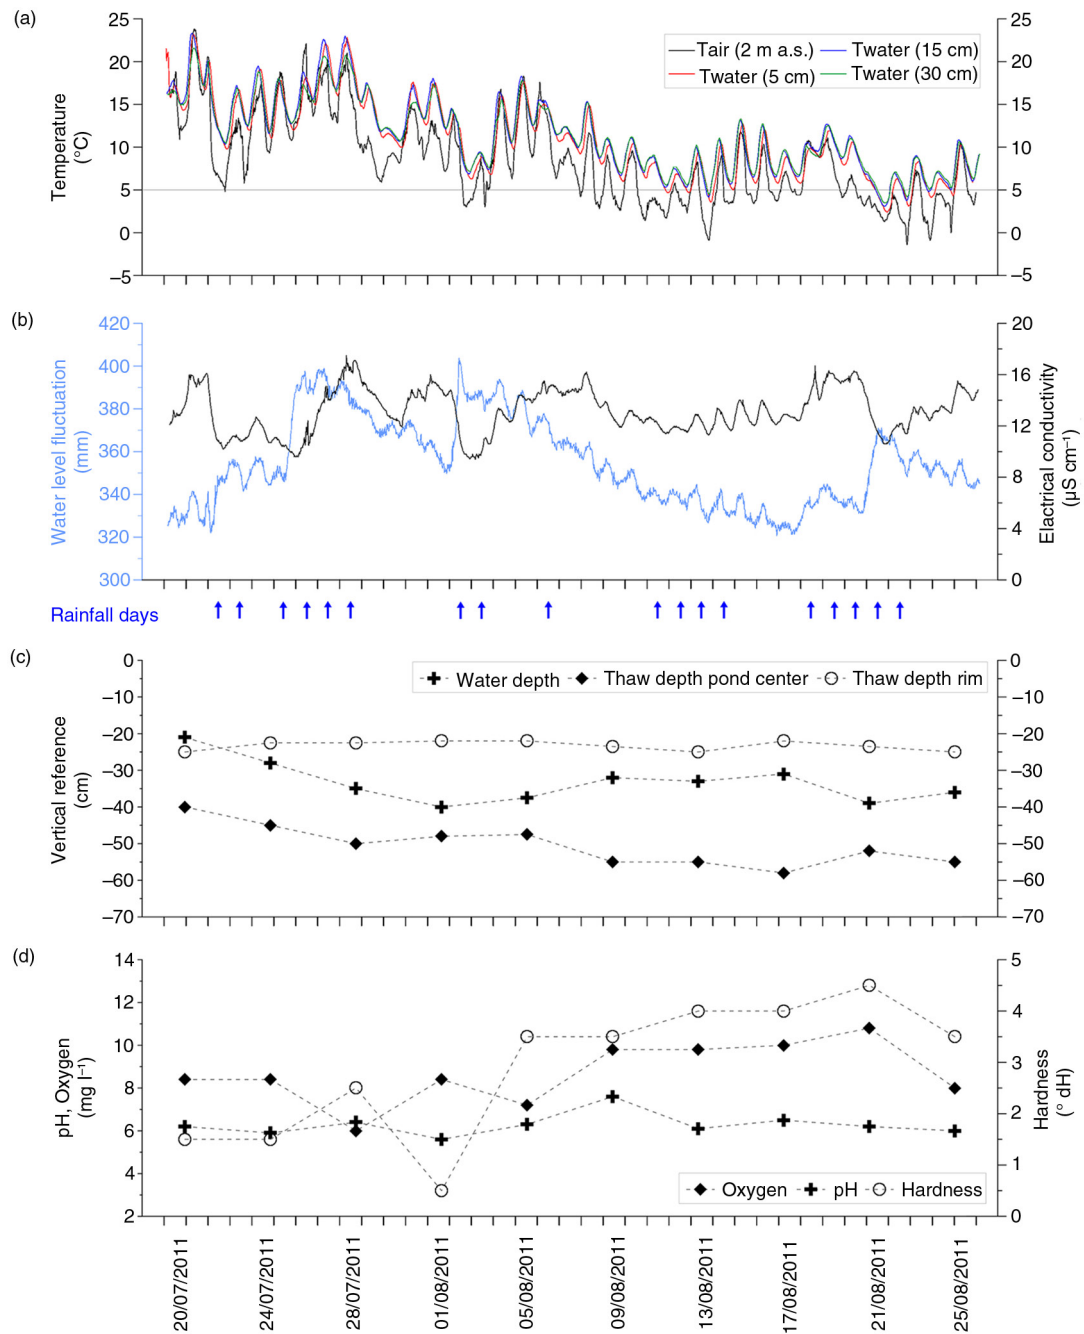 (a)
25
20
15
10
5
0
–5
Temperature
(°C)
Tair (2 m a.s.)
Twater (15 cm)
Twater (5 cm)
Twater (30 cm)
25
20
15
10
5
0
–5
(b)
420
400
380
360
340
320
300
Water level fluctuation
(mm)
20
16
12
8
4
0
Electrical conductivity
(µS cm⁻¹)
Rainfall days
(c)
0
–10
–20
–30
–40
–50
–60
–70
Vertical reference
(cm)
Water depth
Thaw depth pond center
Thaw depth rim
0
–10
–20
–30
–40
–50
–60
–70
(d)
14
12
10
8
6
4
2
pH, Oxygen
(mg l⁻¹)
5
4
3
2
1
0
Hardness
(° dH)
Oxygen
pH
Hardness
20/07/2011
24/07/2011
28/07/2011
01/08/2011
05/08/2011
09/08/2011
13/08/2011
17/08/2011
21/08/2011
25/08/2011